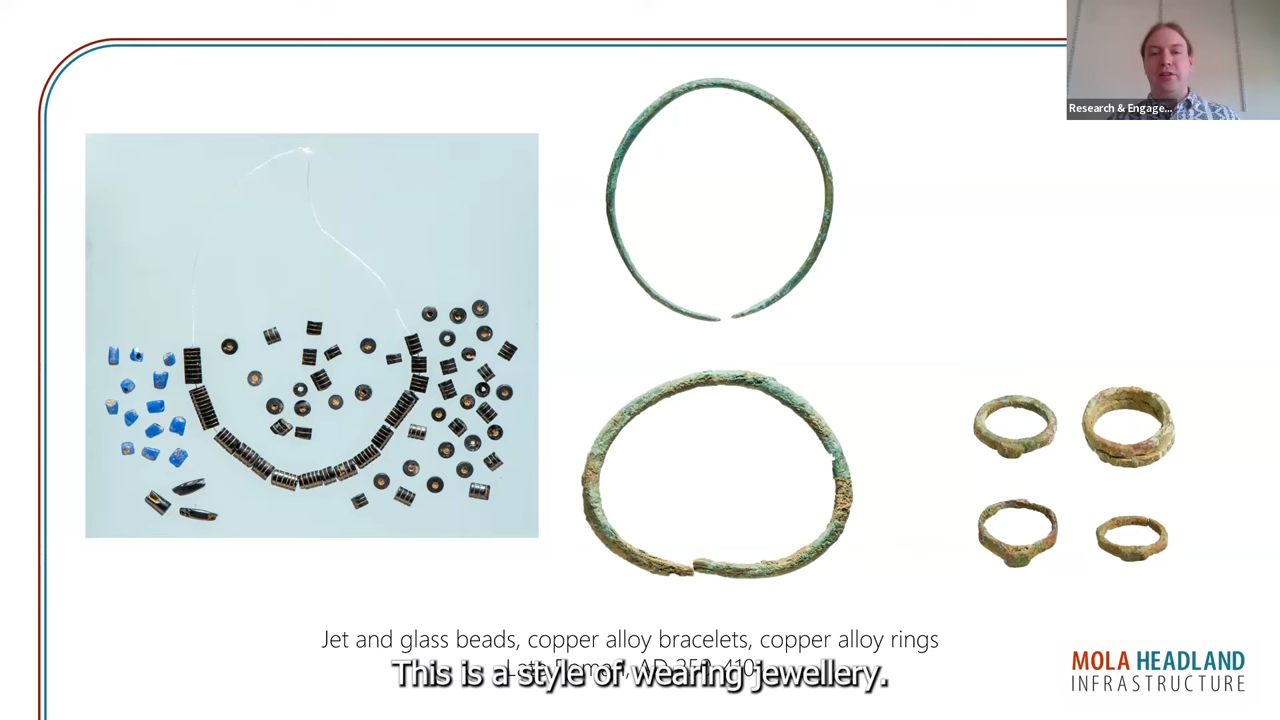 Research & Engage...
Jet and glass beads, copper alloy bracelets, copper alloy rings
This is a style of wearing jewellery.
MOLA HEADLAND
INFRASTRUCTURE